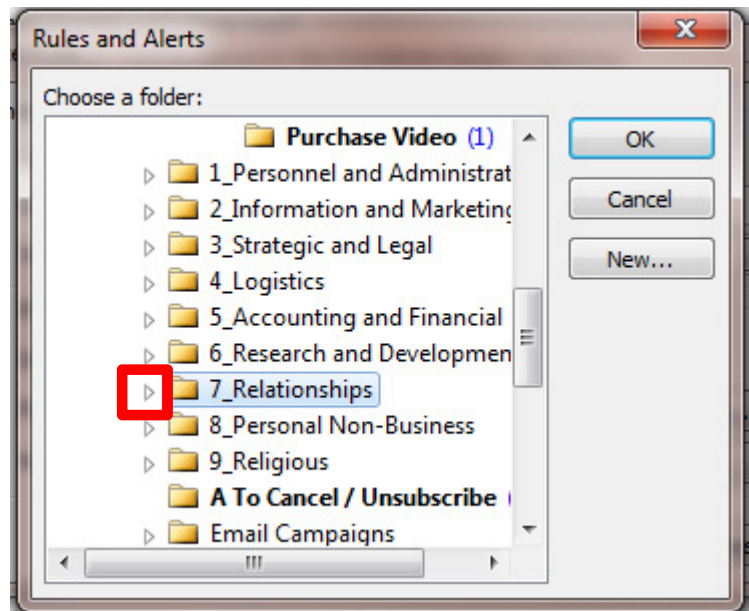 Rules and Alerts
Choose a folder:
Purchase Video (1)
1_Personnel and Administrat
2_Information and Marketing
3_Strategic and Legal
4_Logistics
5_Accounting and Financial
6_Research and Developmen
7_Relationships
8_Personal Non-Business
9_Religious
A To Cancel / Unsubscribe (
Email Campaigns
OK
Cancel
New...